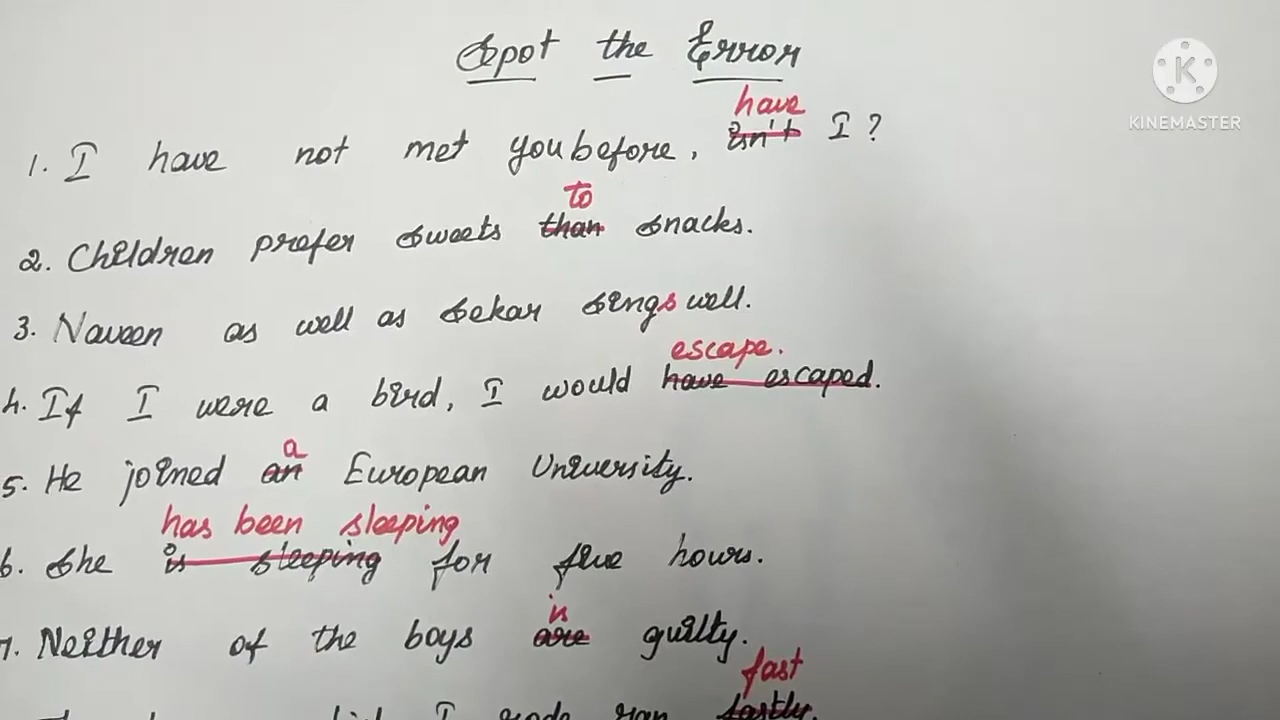 Spot the Error
KINEMASTER
have
1. I have not met you before, isn't I?
to
2. Children prefer sweets than snacks.
3. Naveen as well as Sekar sings well.
escape.
4. If I were a bird, I would have escaped.
a
5. He joined an European University.
has been sleeping
6. She is sleeping for five hours.
is
7. Neither of the boys are guilty.
fast
I rode ran fastly.